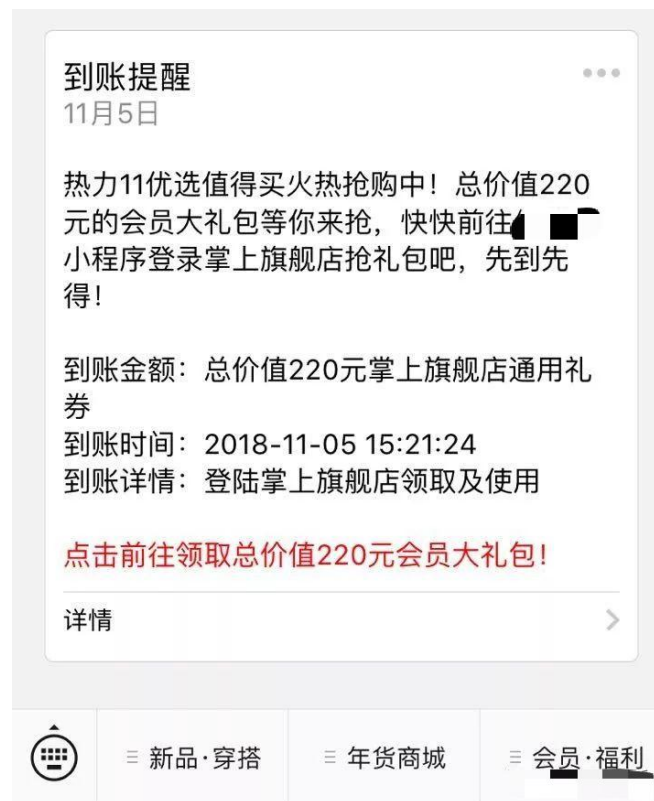 到账提醒
11月5日
热力11优选值得买火热抢购中！总价值220
元的会员大礼包等你来抢，快快前往
小程序登录掌上旗舰店抢礼包吧，先到先
得！
到账金额：总价值220元掌上旗舰店通用礼
券
到账时间：2018-11-05 15:21:24
到账详情：登陆掌上旗舰店领取及使用
点击前往领取总价值220元会员大礼包！
详情
新品·穿搭
年货商城
会员·福利